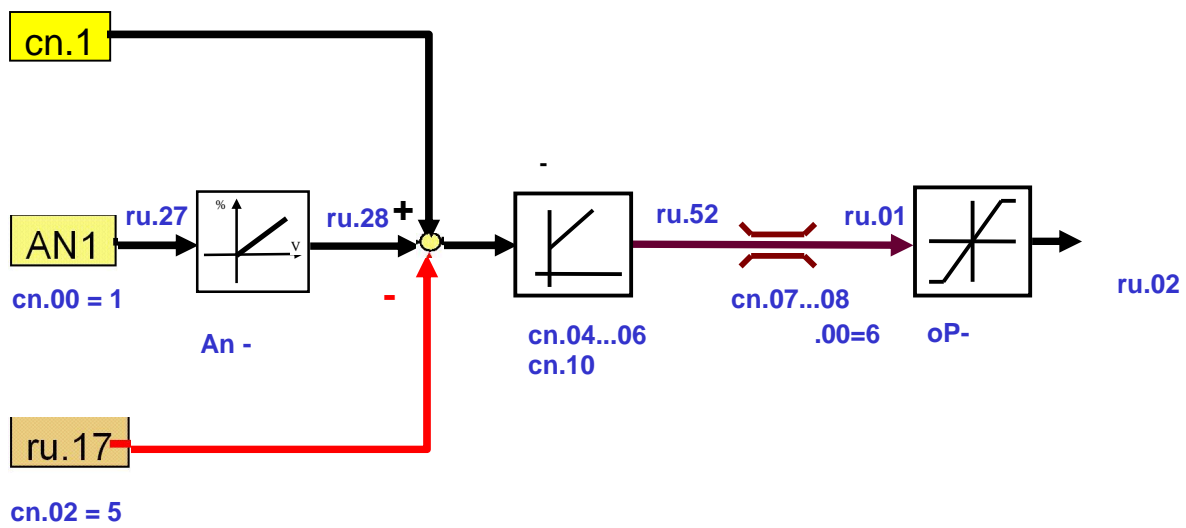 cn.1
-
%
V
AN1
ru.27
ru.28
+
ru.52
ru.01
ru.02
cn.00 = 1
-
An -
cn.04...06
cn.10
cn.07...08
.00=6
oP-
ru.17
cn.02 = 5